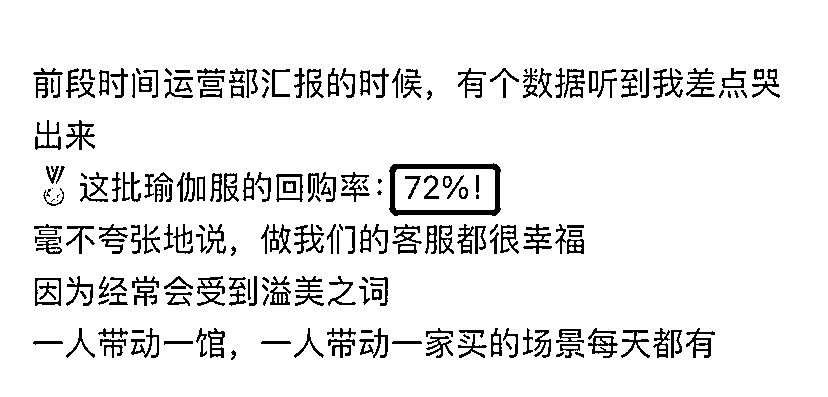 前段时间运营部汇报的时候，有个数据听到我差点哭
出来
🏅这批瑜伽服的回购率：72%！
毫不夸张地说，做我们的客服都很幸福
因为经常会受到溢美之词
一人带动一馆，一人带动一家买的场景每天都有